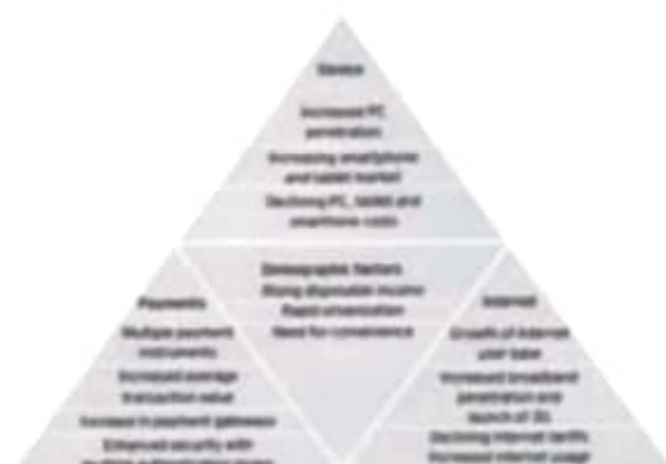 Device
Increased PC
penetration
Increasing smartphone
and tablet market
Declining PC, tablet and
smartphone costs
Demographic factors
Rising disposable income
Rapid urbanization
Need for convenience
Payments
Multiple payment
instruments
Increased average
transaction value
Increase in payment gateways
Enhanced security with
Internet
Growth of internet
user base
Increased broadband
penetration and
launch of 3G
Declining internet tariffs
Increased internet usage